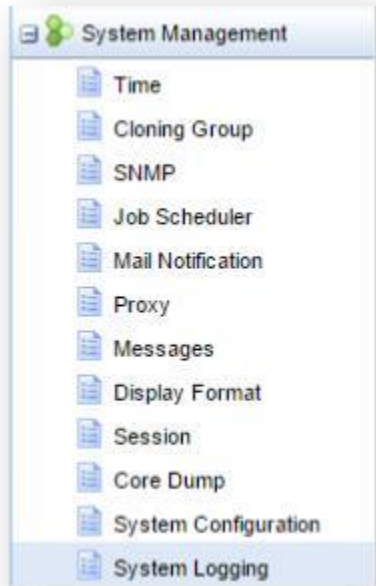 System Management
Time
Cloning Group
SNMP
Job Scheduler
Mail Notification
Proxy
Messages
Display Format
Session
Core Dump
System Configuration
System Logging